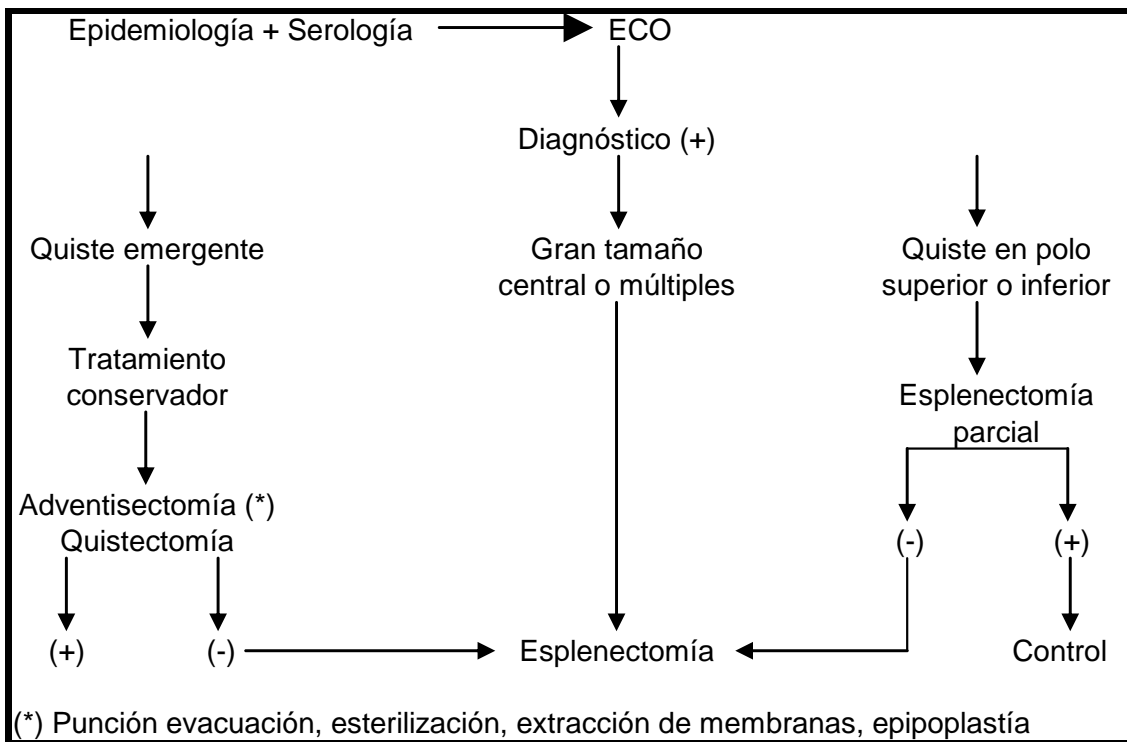 Epidemiología + Serología ECO
Diagnóstico (+)
Quiste emergente
Gran tamaño
central o múltiples
Quiste en polo
superior o inferior
Tratamiento
conservador
Esplenectomía
parcial
Adventisectomía (*)
Quistectomía
(-) (+)
(+) (-) Esplenectomía Control
(*) Punción evacuación, esterilización, extracción de membranas, epipoplastía